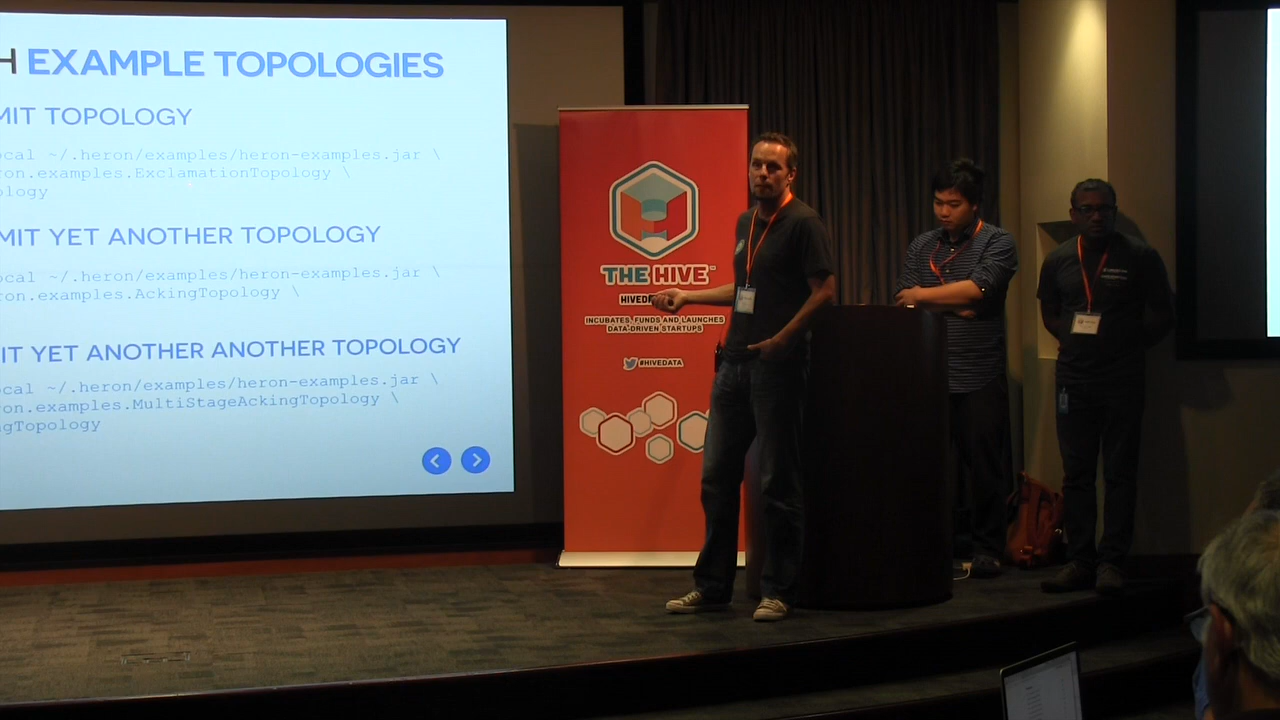 H EXAMPLE TOPOLOGIES
MIT TOPOLOGY
ocal ~/.heron/examples/heron-examples.jar \
ron.examples.ExclamationTopology \
ology
MIT YET ANOTHER TOPOLOGY
ocal ~/.heron/examples/heron-examples.jar \
ron.examples.AckingTopology \
IT YET ANOTHER ANOTHER TOPOLOGY
ocal ~/.heron/examples/heron-examples.jar \
ron.examples.MultiStageAckingTopology \
ngTopology
THE HIVE™
INCUBATES, FUNDS AND LAUNCHES
DATA-DRIVEN STARTUPS
#HIVEDATA